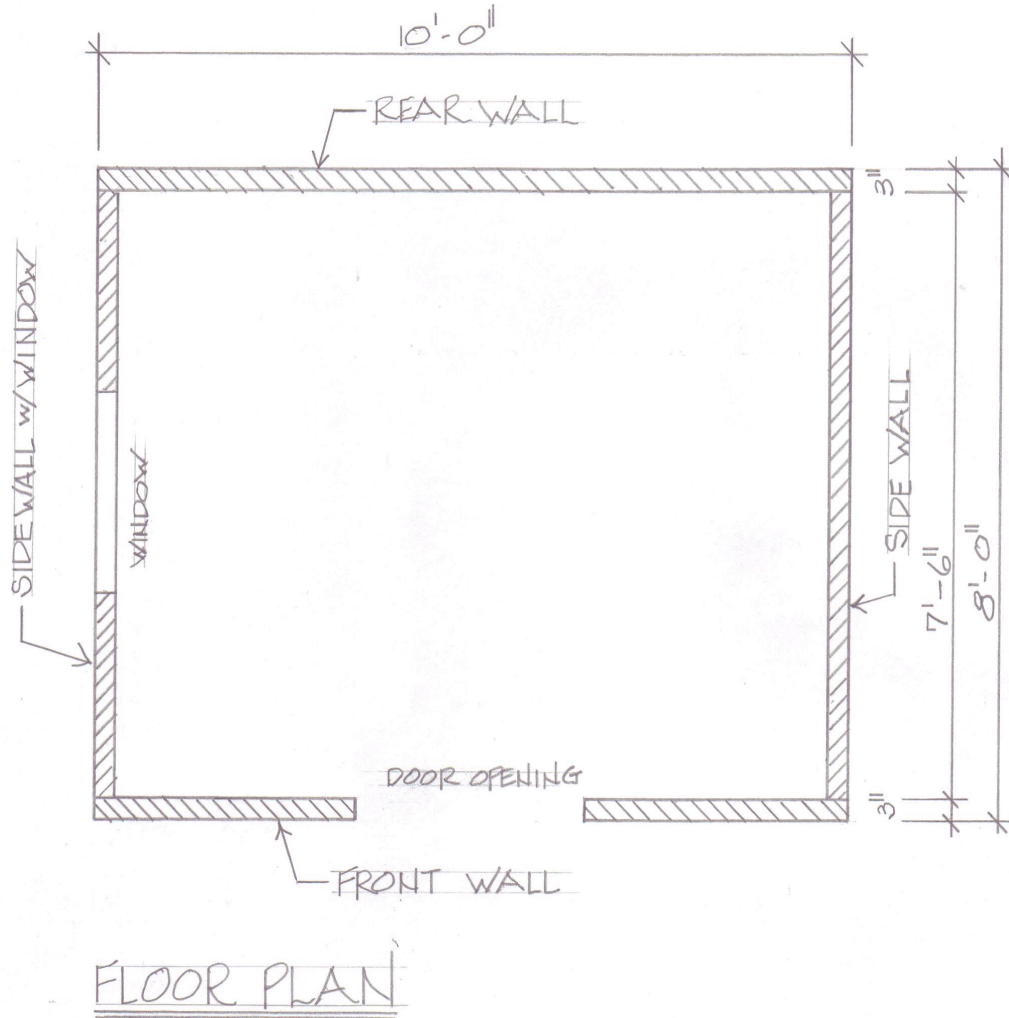 10'-0"
REAR WALL
3"
SIDEWALL w/WINDOW
WINDOW
SIDE WALL
7'-6"
8'-0"
DOOR OPENING
3"
FRONT WALL
FLOOR PLAN